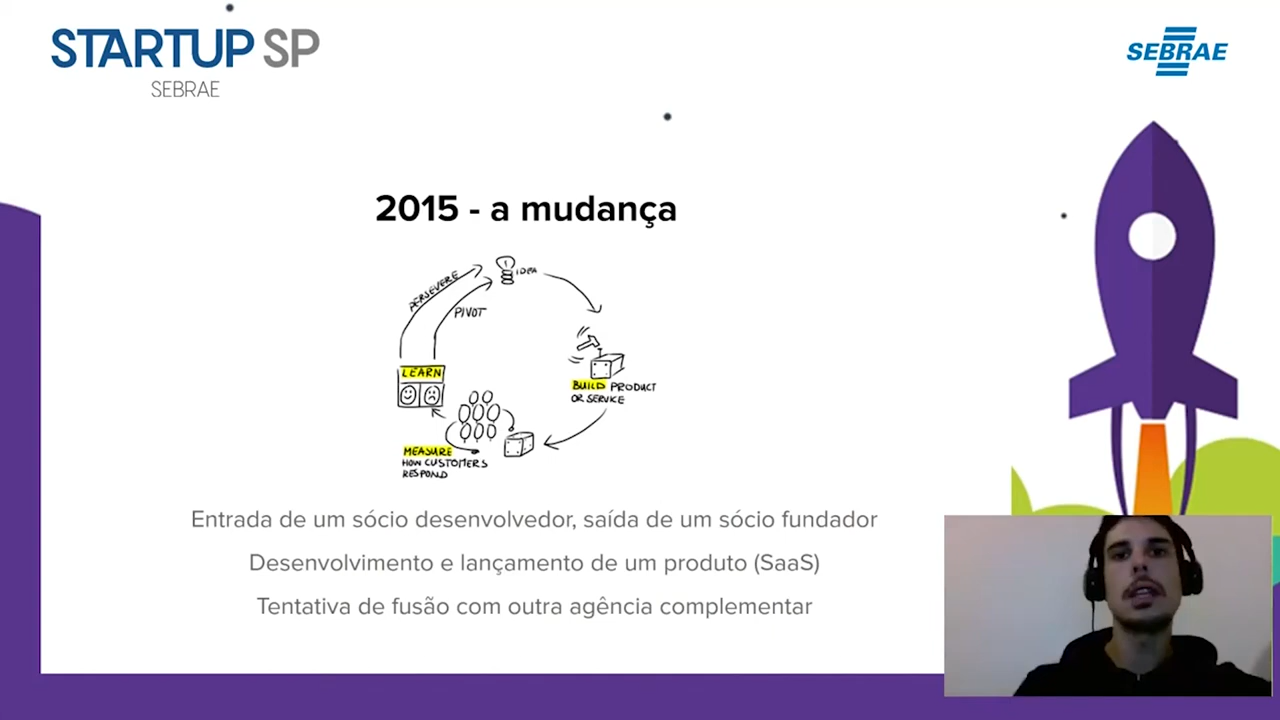 STARTUP SP
SEBRAE
SEBRAE
2015 - a mudança
PERSEVERE
IDEA
PIVOT
LEARN
BUILD PRODUCT
OR SERVICE
MEASURE
HOW CUSTOMERS
RESPOND
Entrada de um sócio desenvolvedor, saída de um sócio fundador
Desenvolvimento e lançamento de um produto (SaaS)
Tentativa de fusão com outra agência complementar